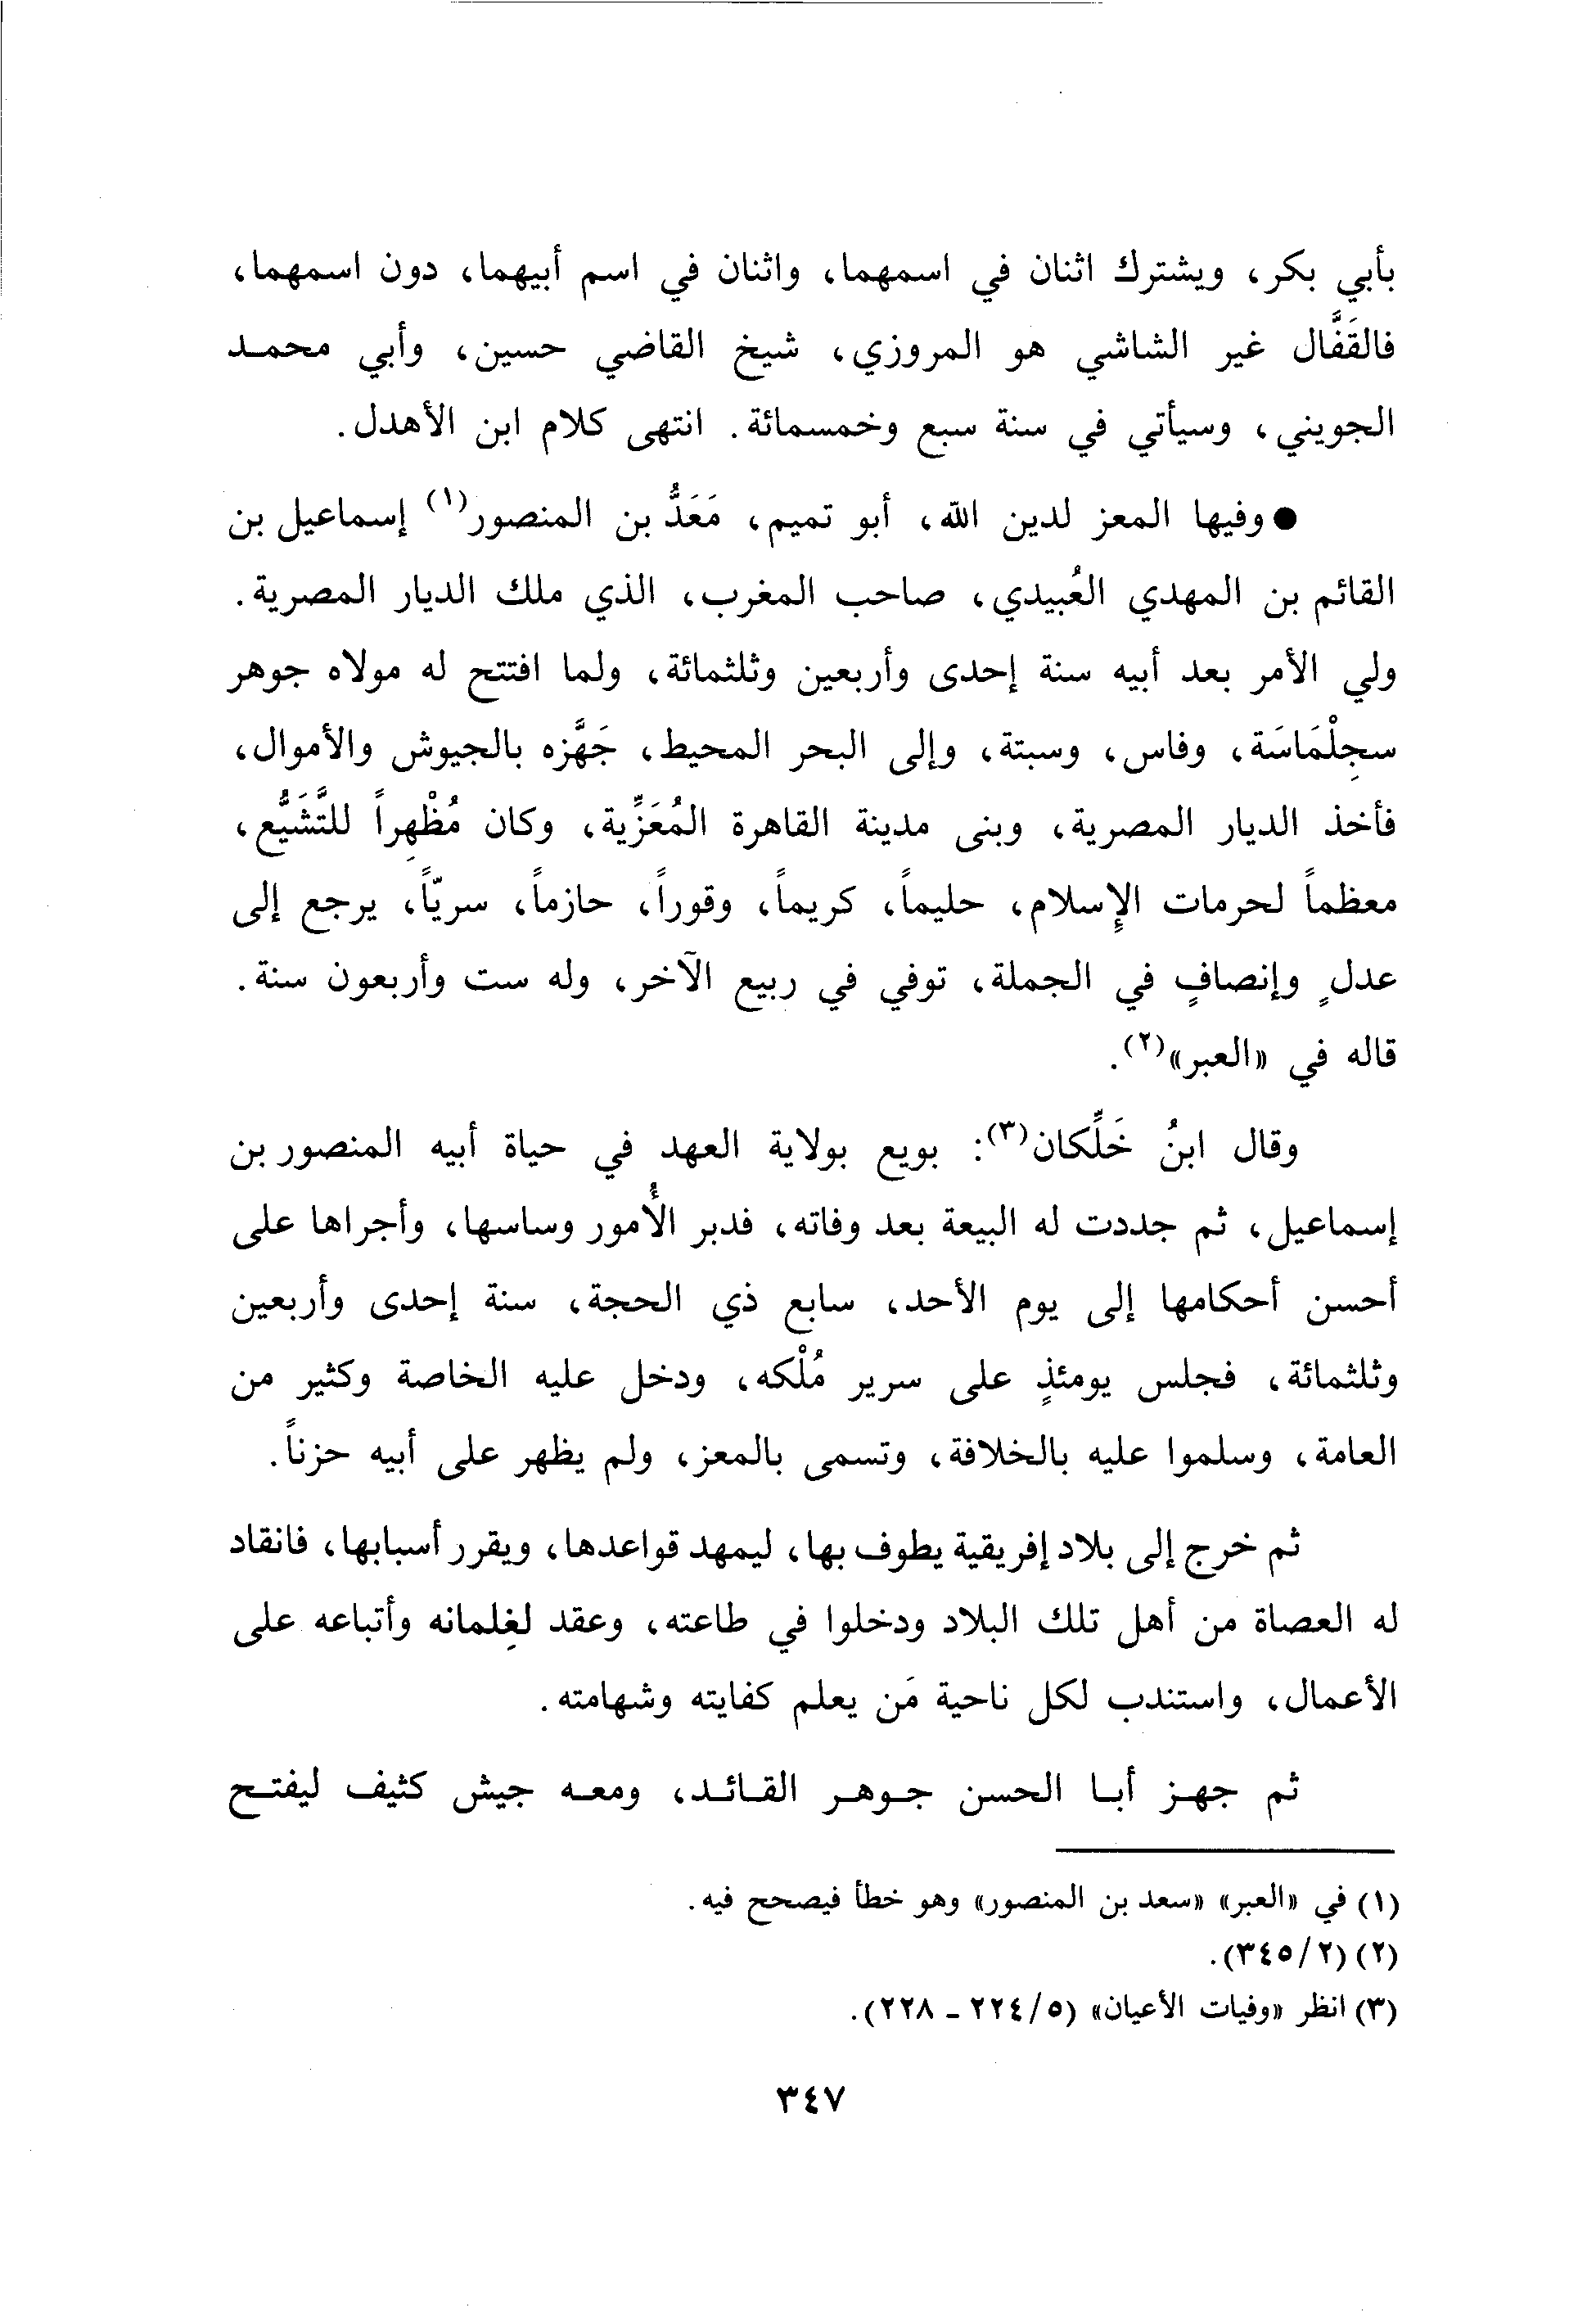 بأبي بكر، ويشترك اثنان في اسمهما، واثنان في اسم أبيهما، دون اسمهما،
فالقَفَّال غير الشاشي هو المروزي، شيخ القاضي حسين، وأبي محمـد
الجويني، وسيأتي في سنة سبع وخمسمائة. انتهى كلام ابن الأهدل.
● وفيها المعز لدين الله، أبو تميم، مَعَدُّ بن المنصور(١) إسماعيل بن
القائم بن المهدي العُبيدي، صاحب المغرب، الذي ملك الديار المصرية.
ولي الأمر بعد أبيه سنة إحدى وأربعين وثلثمائة، ولما افتتح له مولاه جوهر
سجِلْمَاسَة، وفاس، وسبتة، وإلى البحر المحيط، جَهَّزه بالجيوش والأموال،
فأخذ الديار المصرية، وبنى مدينة القاهرة المُعَزِّية، وكان مُظْهِراً للتَّشَيُّع،
معظماً لحرمات الإِسلام، حليماً، كريماً، وقوراً، حازماً، سريّاً، يرجع إلى
عدلٍ وإنصافٍ في الجملة، توفي في ربيع الآخر، وله ست وأربعون سنة.
قاله في «العبر»(٢).
وقال ابنُ خَلِّكان(٣): بويع بولاية العهد في حياة أبيه المنصور بن
إسماعيل، ثم جددت له البيعة بعد وفاته، فدبر الأُمور وساسها، وأجراها على
أحسن أحكامها إلى يوم الأحد، سابع ذي الحجة، سنة إحدى وأربعين
وثلثمائة، فجلس يومئذٍ على سرير مُلْكه، ودخل عليه الخاصة وكثير من
العامة، وسلموا عليه بالخلافة، وتسمى بالمعز، ولم يظهر على أبيه حزناً.
ثم خرج إلى بلاد إفريقية يطوف بها، ليمهد قواعدها، ويقرر أسبابها، فانقاد
له العصاة من أهل تلك البلاد ودخلوا في طاعته، وعقد لغِلمانه وأتباعه على
الأعمال، واستندب لكل ناحية مَن يعلم كفايته وشهامته.
ثم جهـز أبـا الحسن جـوهـر القـائـد، ومعـه جيش كثيف ليفتـح
(١) في «العبر» «سعد بن المنصور» وهو خطأ فيصحح فيه.
(٢) (٣٤٥/٢).
(٣) انظر «وفيات الأعيان» (٢٢٤/٥ - ٢٢٨).
٣٤٧